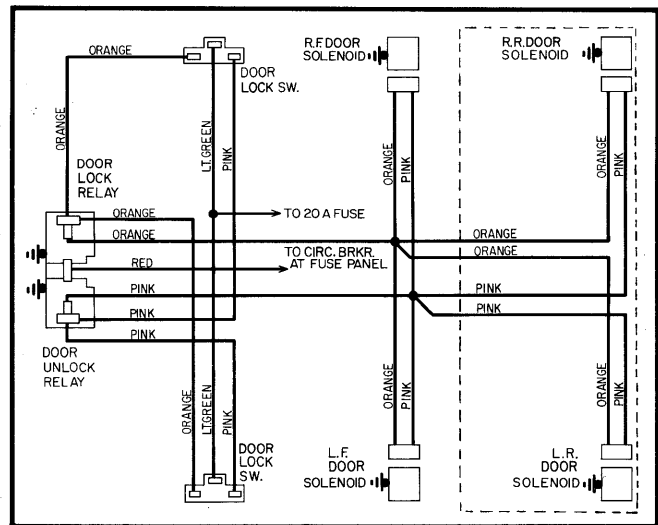 ORANGE
DOOR
LOCK SW.
R.F. DOOR
SOLENOID
R.R. DOOR
SOLENOID
ORANGE
LT. GREEN
PINK
ORANGE
PINK
ORANGE
PINK
DOOR
LOCK
RELAY
ORANGE
TO 20 A FUSE
ORANGE
ORANGE
ORANGE
RED
TO CIRC. BRKR.
AT FUSE PANEL
PINK
PINK
PINK
PINK
PINK
DOOR
UNLOCK
RELAY
ORANGE
LT. GREEN
PINK
ORANGE
PINK
ORANGE
PINK
DOOR
LOCK
SW.
L.F.
DOOR
SOLENOID
L.R.
DOOR
SOLENOID